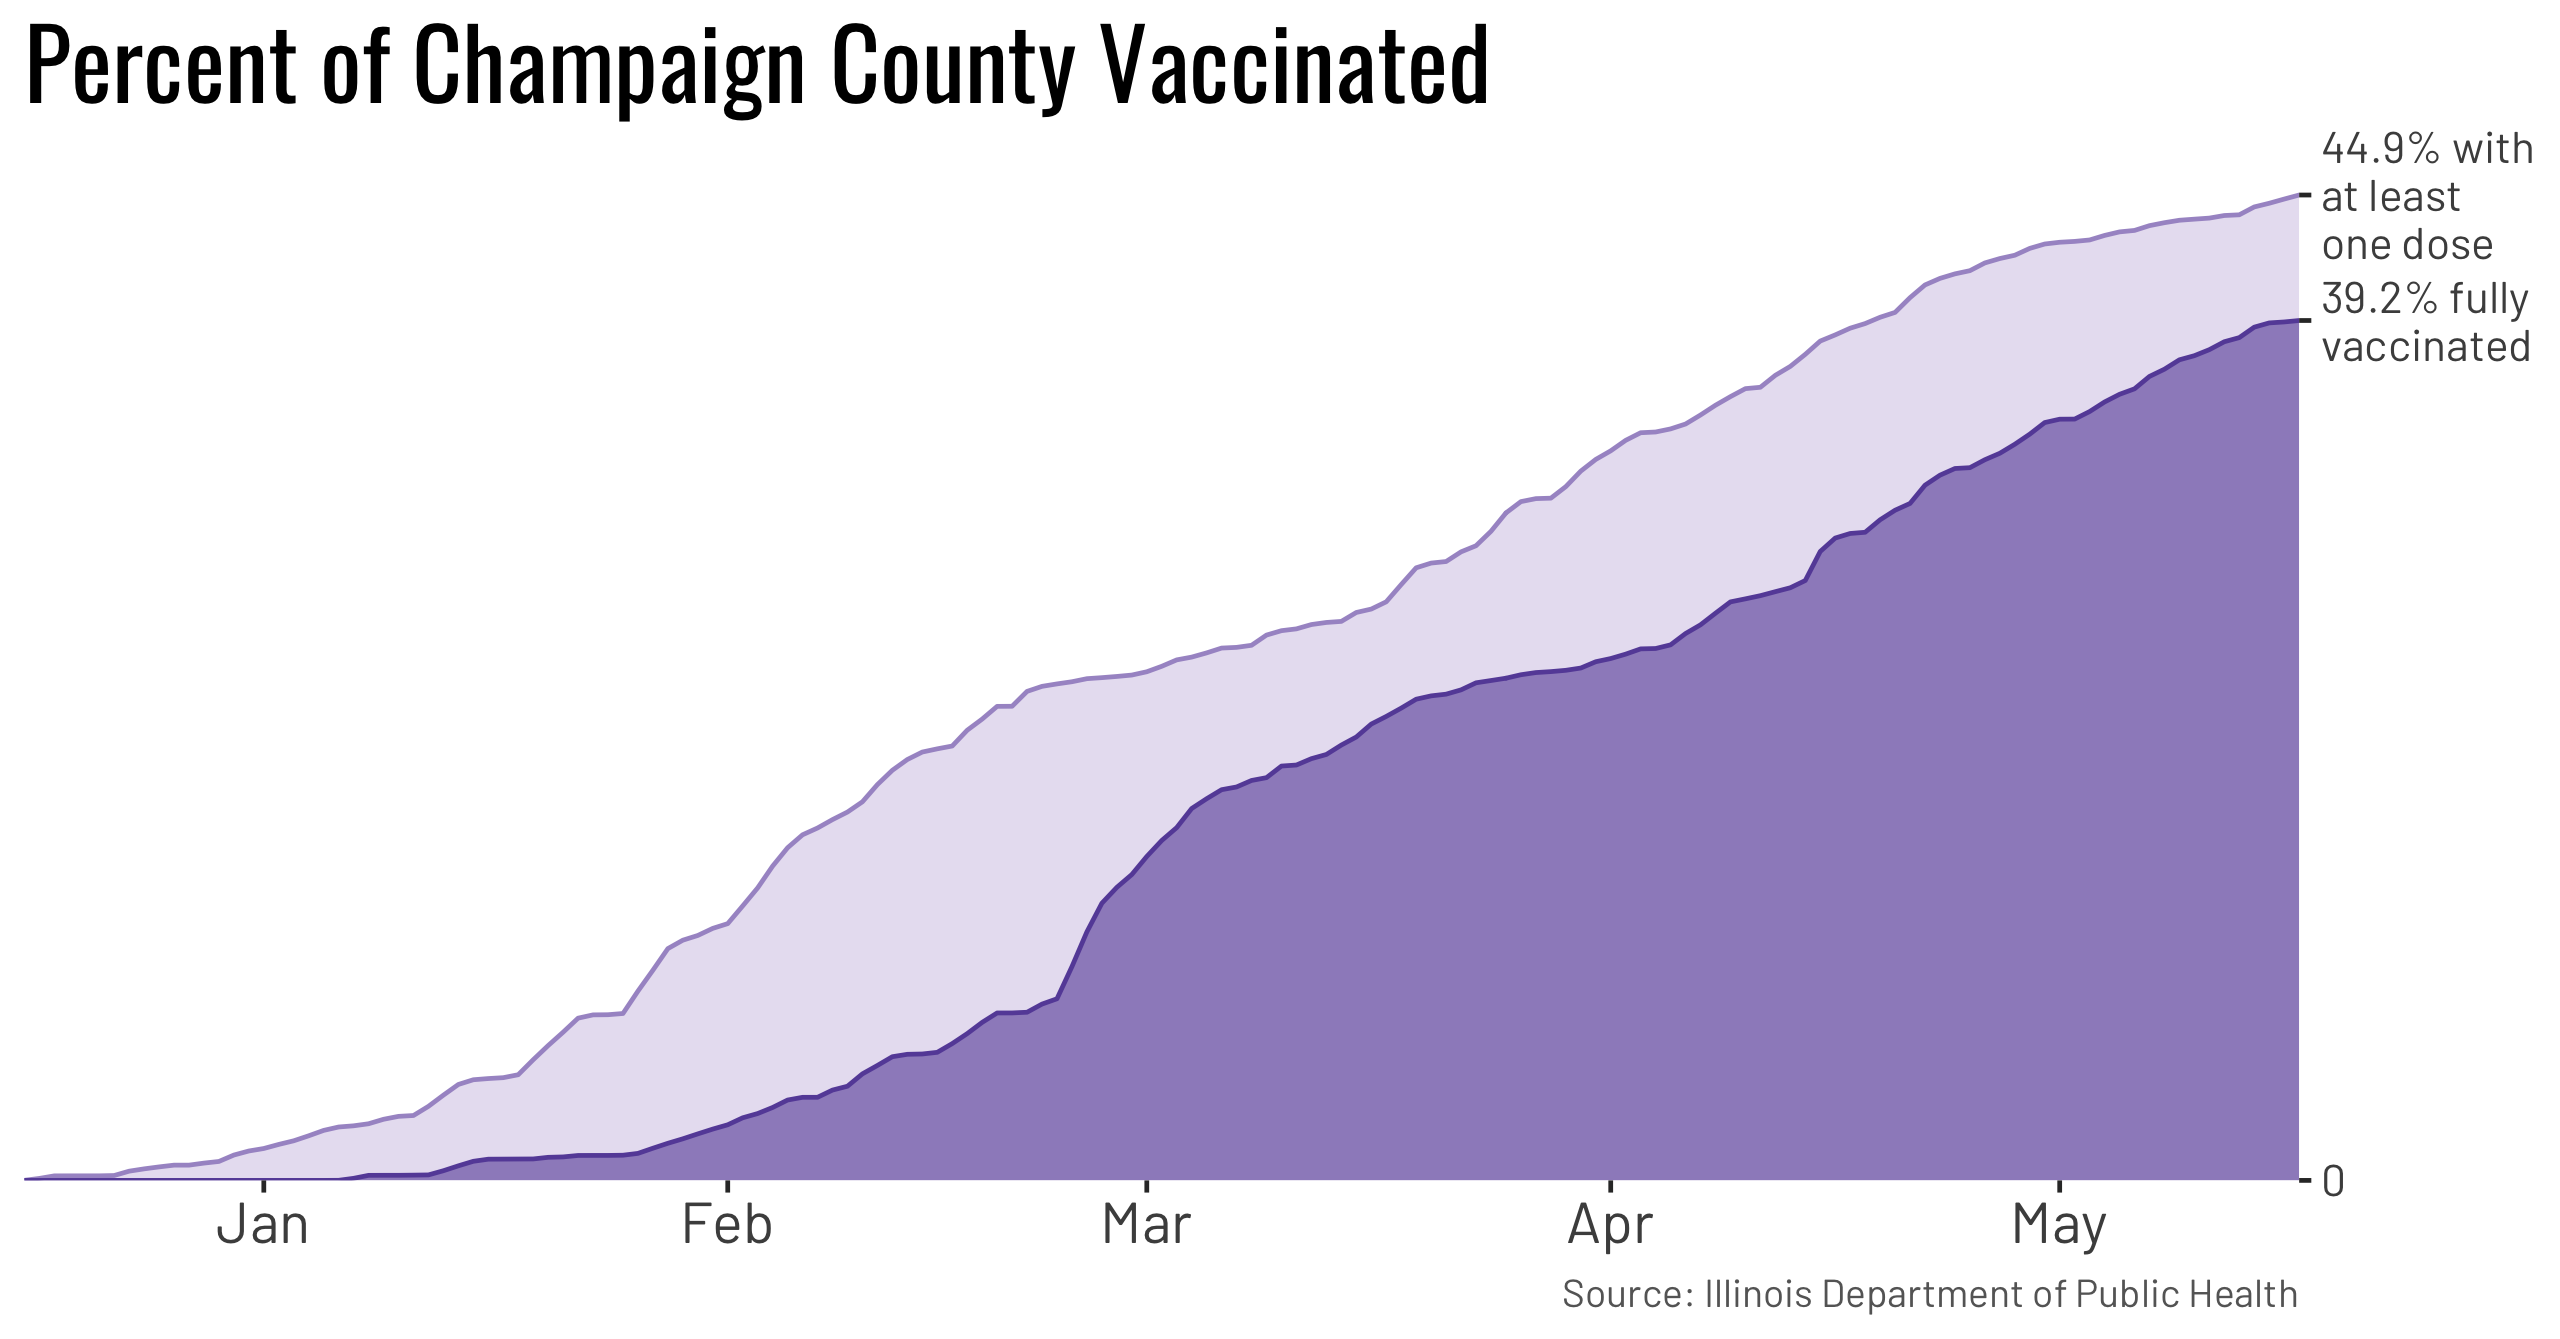 Percent of Champaign County Vaccinated
44.9% with
at least
one dose
39.2% fully
vaccinated
0
Jan
Feb
Mar
Apr
May
Source: Illinois Department of Public Health